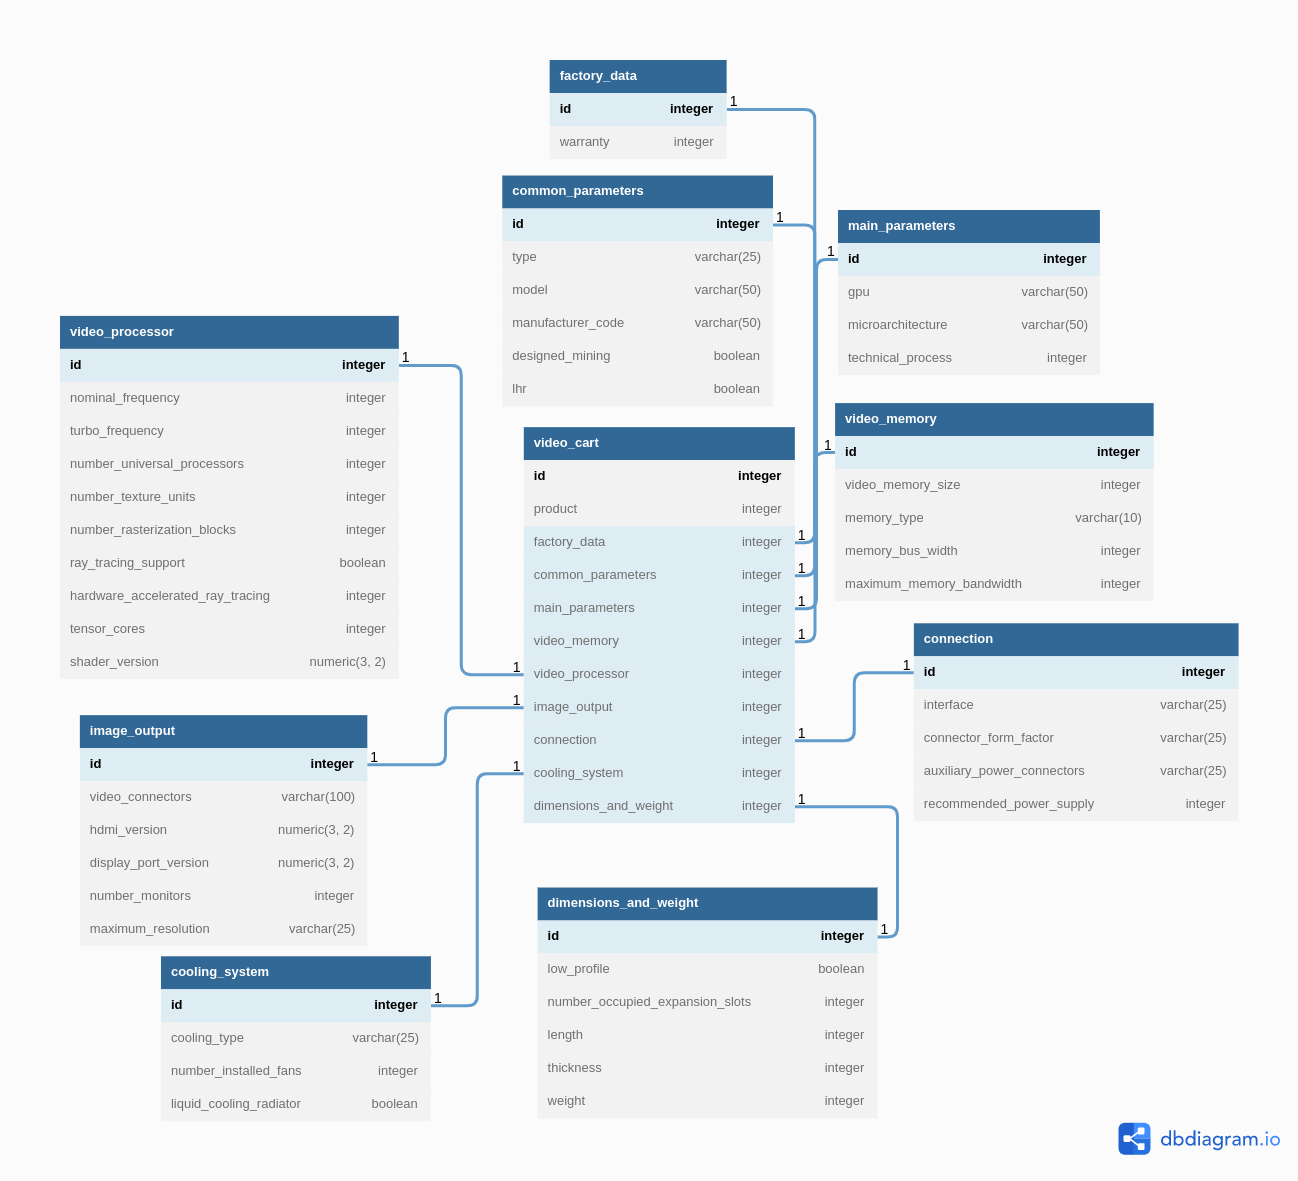 factory_data
id integer 1
warranty integer
common_parameters
id integer 1
type varchar(25)
model varchar(50)
manufacturer_code varchar(50)
designed_mining boolean
lhr boolean
main_parameters
1 id integer
gpu varchar(50)
microarchitecture varchar(50)
technical_process integer
video_processor
id integer 1
nominal_frequency integer
turbo_frequency integer
number_universal_processors integer
number_texture_units integer
number_rasterization_blocks integer
ray_tracing_support boolean
hardware_accelerated_ray_tracing integer
tensor_cores integer
shader_version numeric(3, 2)
video_cart
id integer
product integer
factory_data integer 1
common_parameters integer 1
main_parameters integer 1
video_memory integer 1
1 video_processor integer
1 image_output integer
connection integer 1
1 cooling_system integer
dimensions_and_weight integer 1
video_memory
1 id integer
video_memory_size integer
memory_type varchar(10)
memory_bus_width integer
maximum_memory_bandwidth integer
connection
1 id integer
interface varchar(25)
connector_form_factor varchar(25)
auxiliary_power_connectors varchar(25)
recommended_power_supply integer
image_output
id integer 1
video_connectors varchar(100)
hdmi_version numeric(3, 2)
display_port_version numeric(3, 2)
number_monitors integer
maximum_resolution varchar(25)
cooling_system
id integer 1
cooling_type varchar(25)
number_installed_fans integer
liquid_cooling_radiator boolean
dimensions_and_weight
id integer 1
low_profile boolean
number_occupied_expansion_slots integer
length integer
thickness integer
weight integer
dbdiagram.io